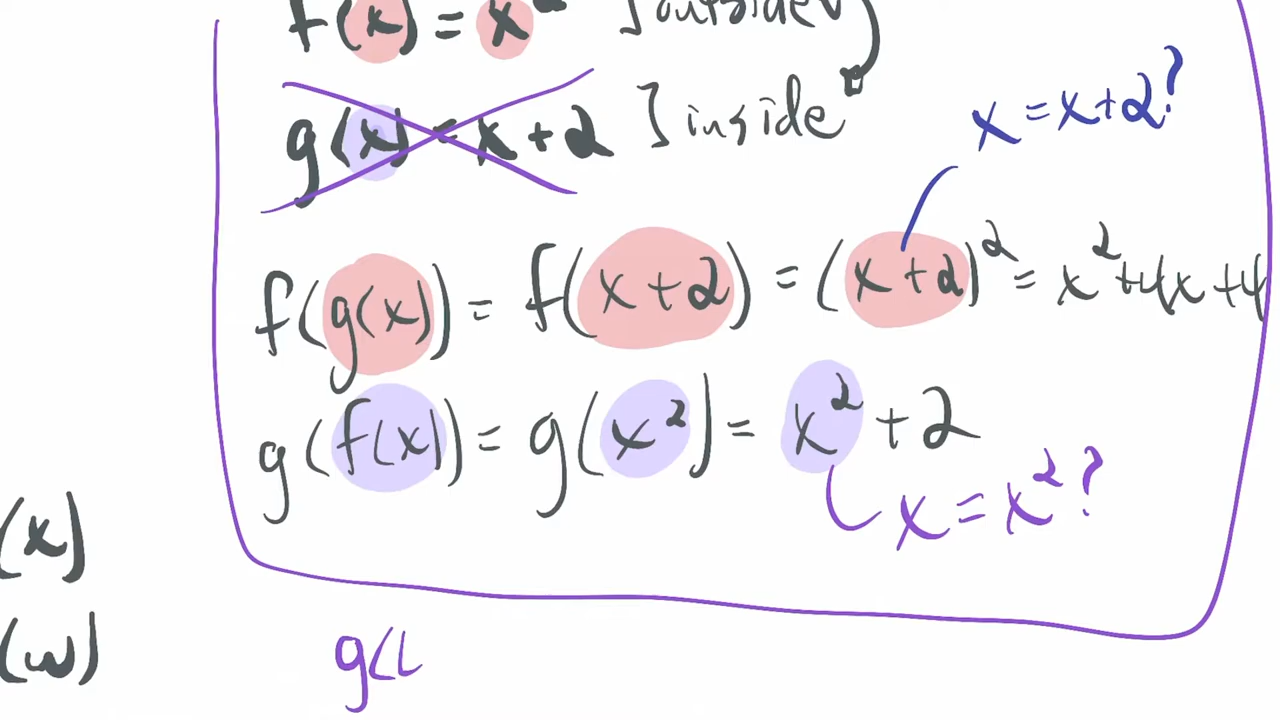 f(x) = x² ] outside
g(x) = x+2 ] inside
x = x+2?
f(g(x)) = f(x+2) = (x+2)² = x²+4x+4
g(f(x)) = g(x²) = x² + 2
x = x²?
(x)
(w)
g(